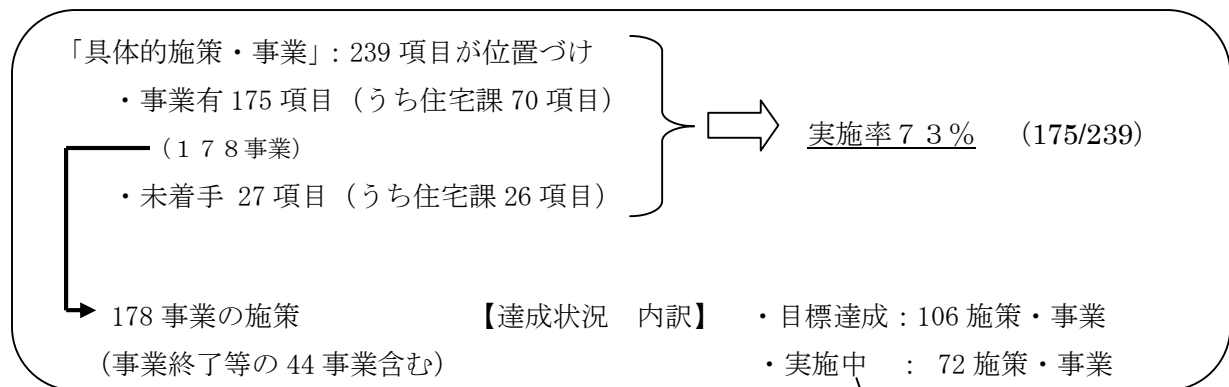 「具体的施策・事業」：239 項目が位置づけ
・事業有 175 項目（うち住宅課 70 項目）
（１７８事業）
実施率７３％　（175/239）
・未着手 27 項目（うち住宅課 26 項目）
178 事業の施策　【達成状況　内訳】　・目標達成：106 施策・事業
（事業終了等の 44 事業含む）　・実施中　：　72 施策・事業